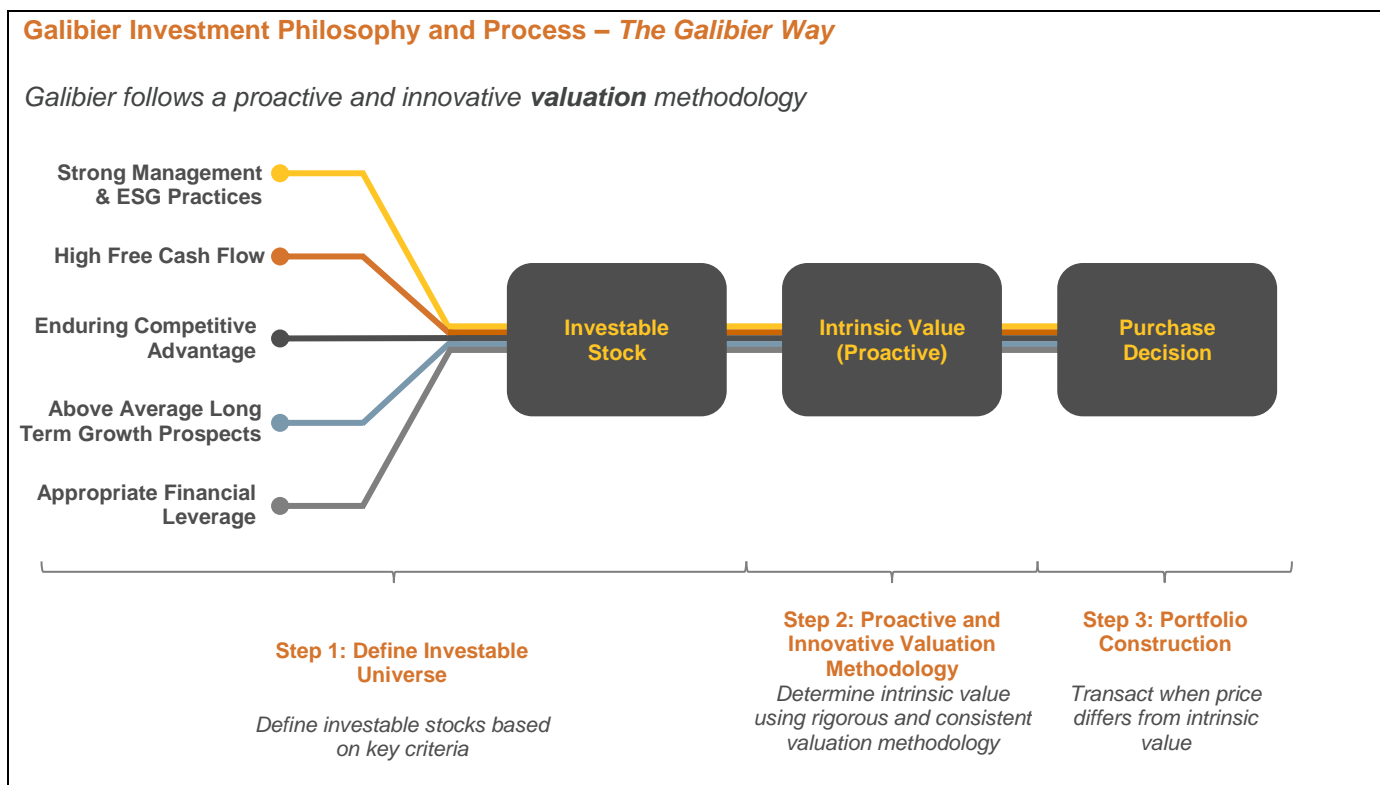 Galibier Investment Philosophy and Process – The Galibier Way
Galibier follows a proactive and innovative valuation methodology
Strong Management
& ESG Practices
High Free Cash Flow
Enduring Competitive
Advantage
Above Average Long
Term Growth Prospects
Appropriate Financial
Leverage
Investable
Stock
Intrinsic Value
(Proactive)
Purchase
Decision
Step 1: Define Investable
Universe
Define investable stocks based
on key criteria
Step 2: Proactive and
Innovative Valuation
Methodology
Determine intrinsic value
using rigorous and consistent
valuation methodology
Step 3: Portfolio
Construction
Transact when price
differs from intrinsic
value